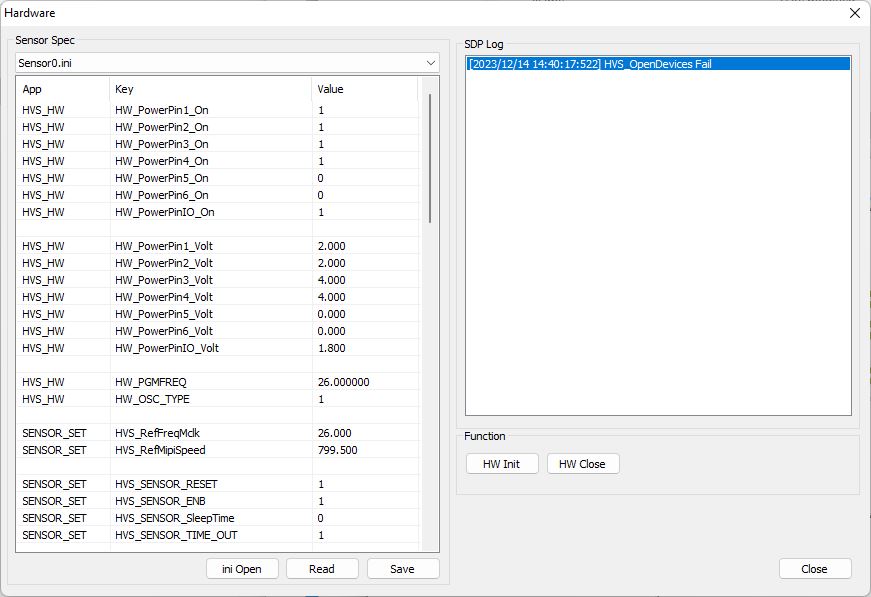 Hardware
Sensor Spec
Sensor0.ini
App Key Value
HVS_HW HW_PowerPin1_On 1
HVS_HW HW_PowerPin2_On 1
HVS_HW HW_PowerPin3_On 1
HVS_HW HW_PowerPin4_On 1
HVS_HW HW_PowerPin5_On 0
HVS_HW HW_PowerPin6_On 0
HVS_HW HW_PowerPinIO_On 1
HVS_HW HW_PowerPin1_Volt 2.000
HVS_HW HW_PowerPin2_Volt 2.000
HVS_HW HW_PowerPin3_Volt 4.000
HVS_HW HW_PowerPin4_Volt 4.000
HVS_HW HW_PowerPin5_Volt 0.000
HVS_HW HW_PowerPin6_Volt 0.000
HVS_HW HW_PowerPinIO_Volt 1.800
HVS_HW HW_PGMFREQ 26.000000
HVS_HW HW_OSC_TYPE 1
SENSOR_SET HVS_RefFreqMclk 26.000
SENSOR_SET HVS_RefMipiSpeed 799.500
SENSOR_SET HVS_SENSOR_RESET 1
SENSOR_SET HVS_SENSOR_ENB 1
SENSOR_SET HVS_SENSOR_SleepTime 0
SENSOR_SET HVS_SENSOR_TIME_OUT 1
ini Open Read Save
SDP Log
[2023/12/14 14:40:17:522] HVS_OpenDevices Fail
Function
HW Init HW Close
Close